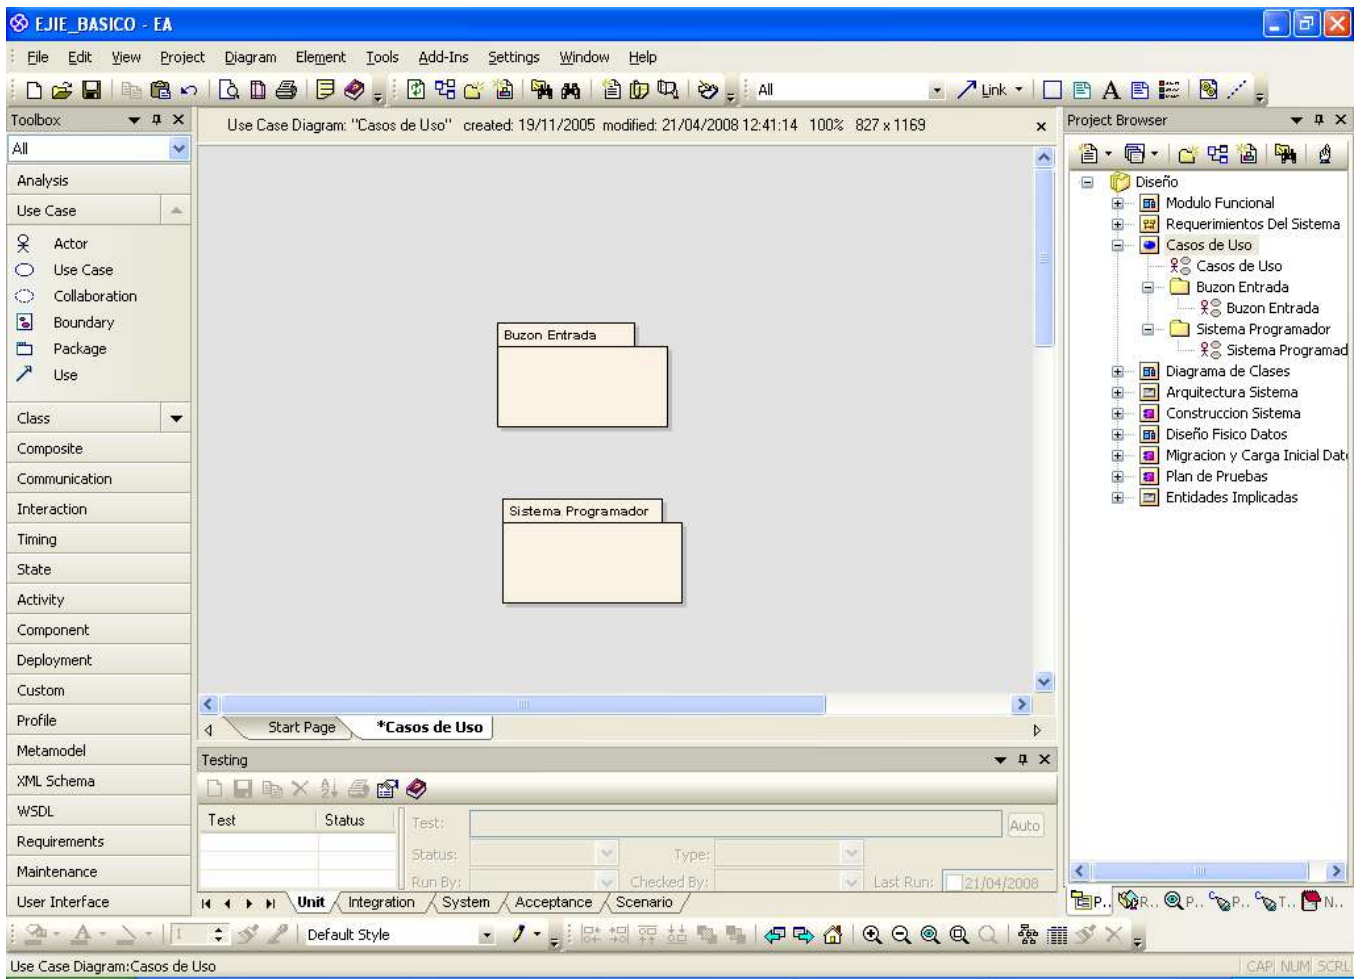 EJIE_BASICO - EA
File Edit View Project Diagram Element Tools Add-Ins Settings Window Help
All Link A
Toolbox
All
Analysis
Use Case
Actor
Use Case
Collaboration
Boundary
Package
Use
Class
Composite
Communication
Interaction
Timing
State
Activity
Component
Deployment
Custom
Profile
Metamodel
XML Schema
WSDL
Requirements
Maintenance
User Interface
Use Case Diagram: "Casos de Uso" created: 19/11/2005 modified: 21/04/2008 12:41:14 100% 827 x 1169
Buzon Entrada
Sistema Programador
Start Page *Casos de Uso
Testing
Test Status
Test: Auto
Status: Type:
Run By: Checked By: Last Run: 21/04/2008
Unit Integration System Acceptance Scenario
Project Browser
Diseño
Modulo Funcional
Requerimientos Del Sistema
Casos de Uso
Casos de Uso
Buzon Entrada
Buzon Entrada
Sistema Programador
Sistema Programad
Diagrama de Clases
Arquitectura Sistema
Construccion Sistema
Diseño Fisico Datos
Migracion y Carga Inicial Dat
Plan de Pruebas
Entidades Implicadas
P.. R.. P.. P.. T.. N..
A 1 Default Style
Use Case Diagram:Casos de Uso
CAP NUM SCRL